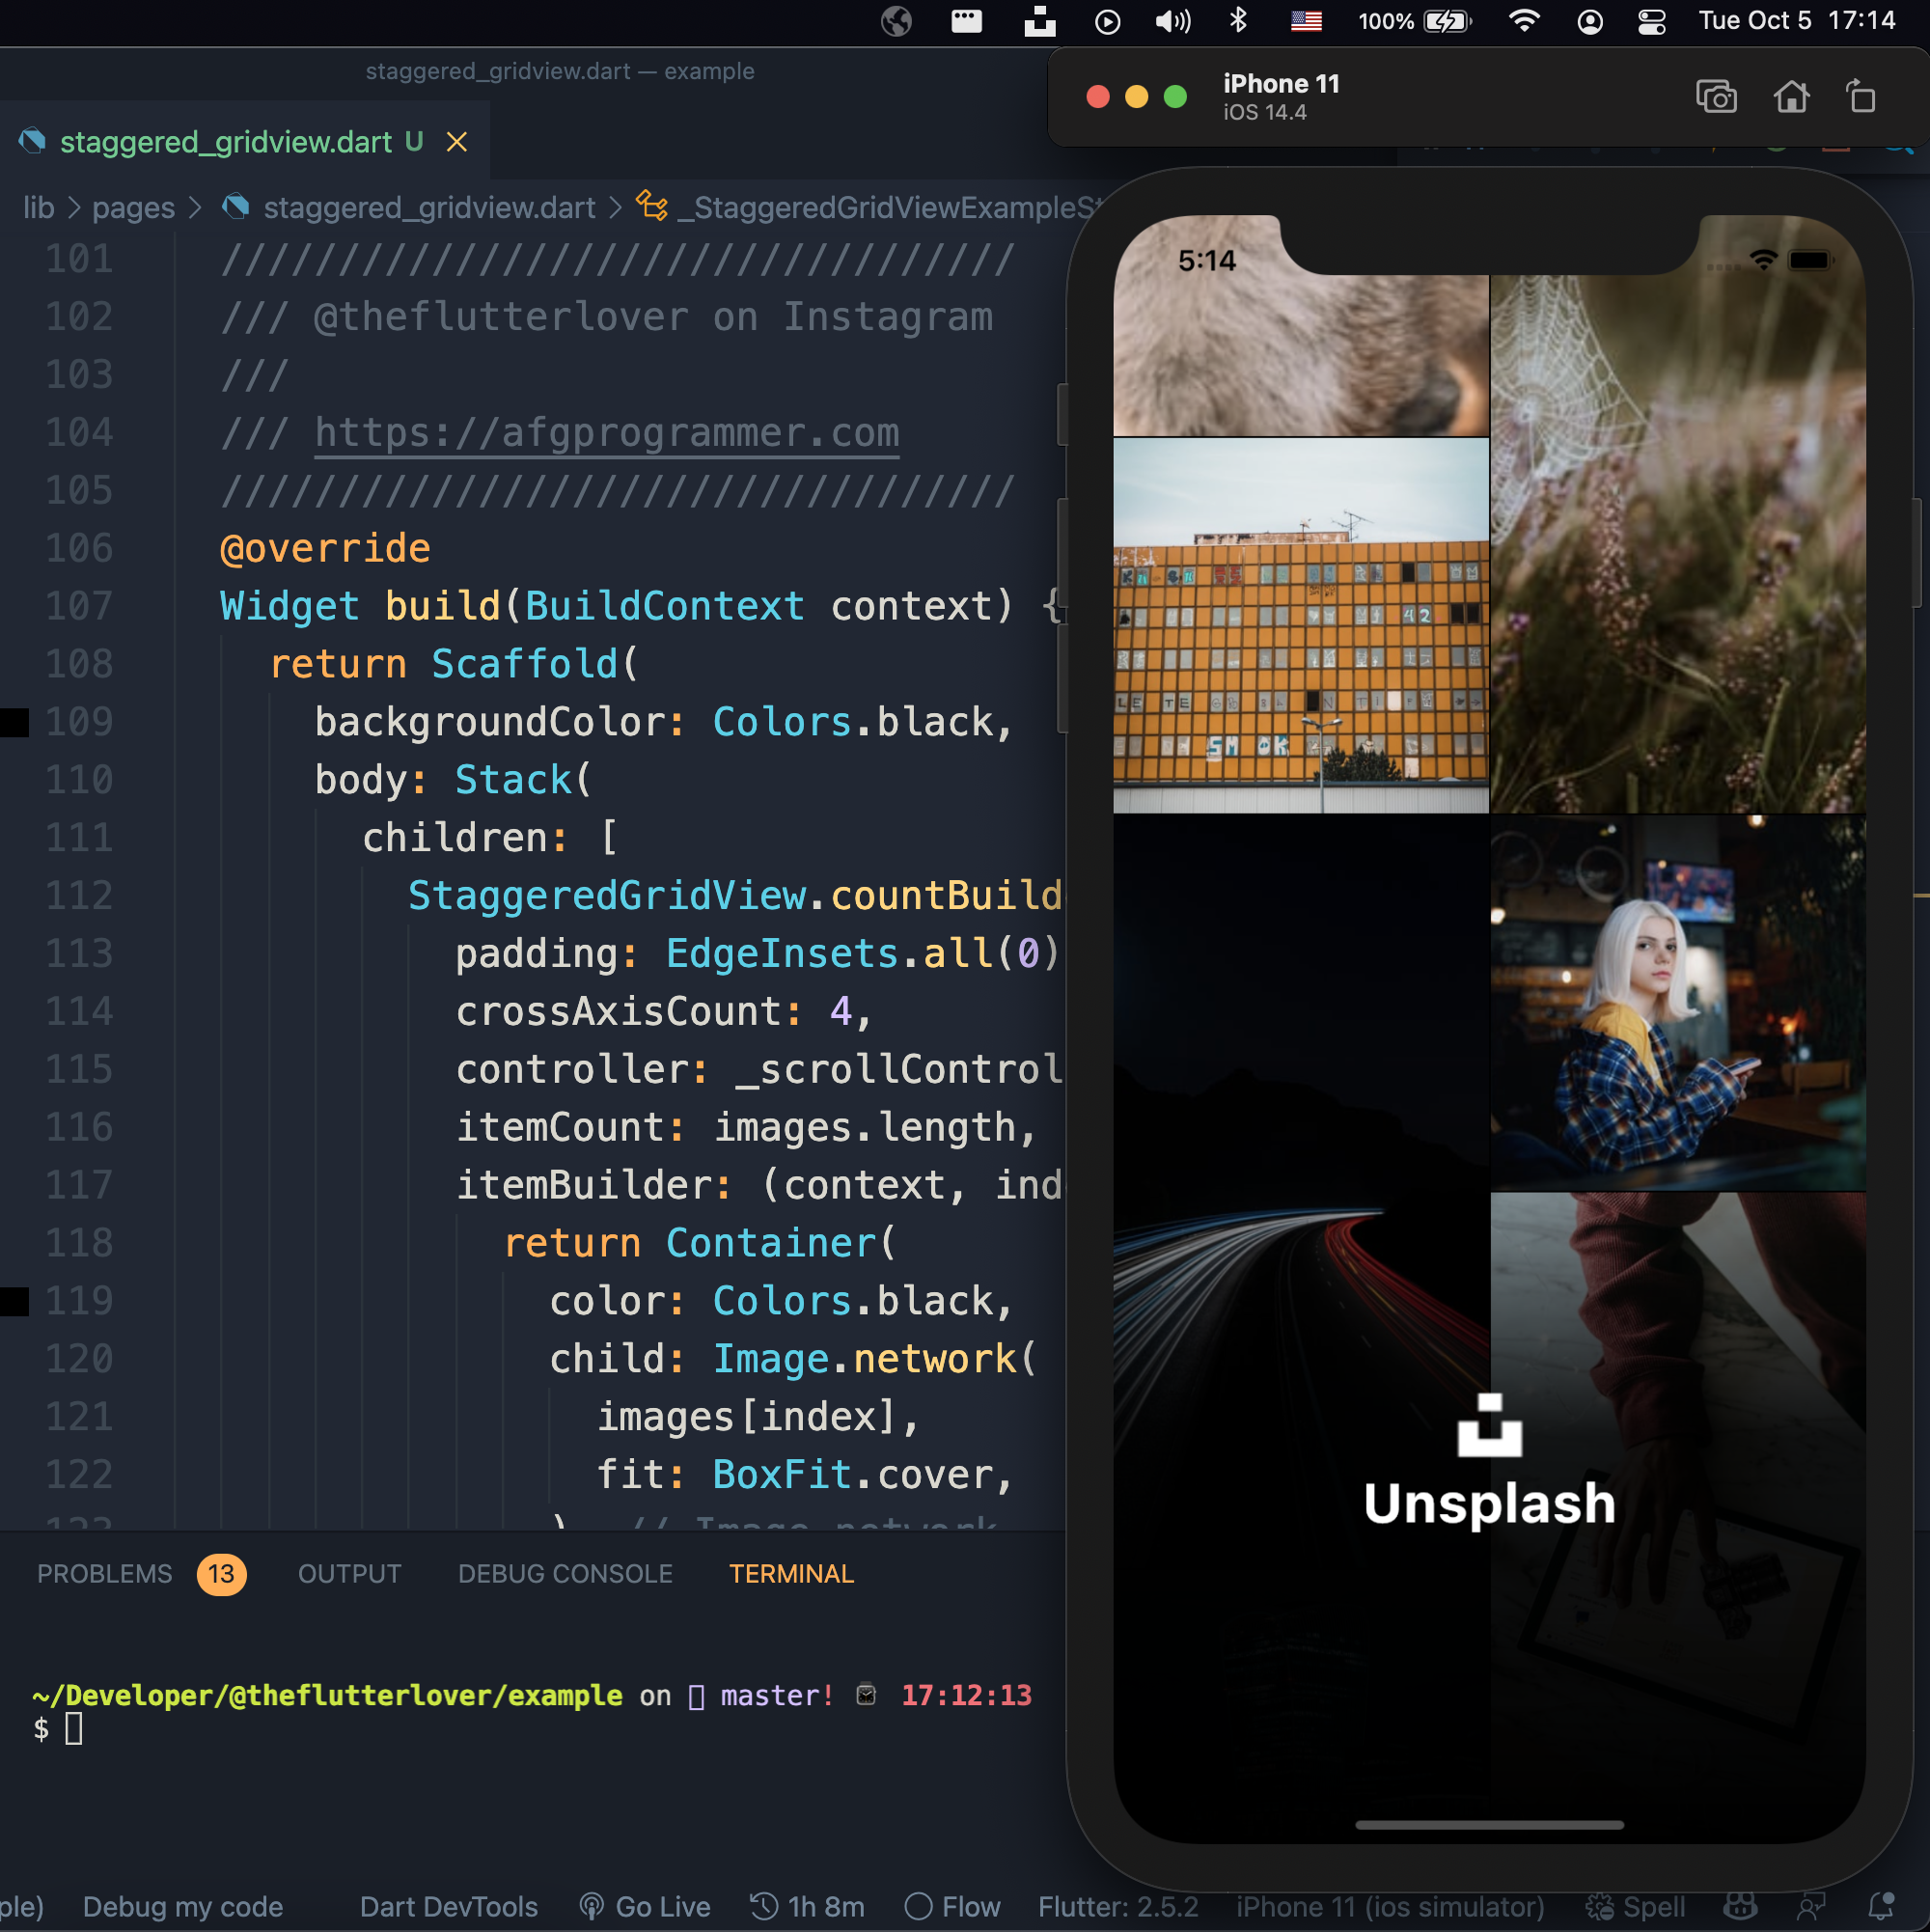 100%
Tue Oct 5 17:14
staggered_gridview.dart — example
iPhone 11
iOS 14.4
staggered_gridview.dart U
lib > pages > staggered_gridview.dart > _StaggeredGridViewExampleSt
101 //////////////////////////////////
102 /// @theflutterlover on Instagram
103 ///
104 /// https://afgprogrammer.com
105 //////////////////////////////////
106 @override
107 Widget build(BuildContext context) {
108 return Scaffold(
109 backgroundColor: Colors.black,
110 body: Stack(
111 children: [
112 StaggeredGridView.countBuild
113 padding: EdgeInsets.all(0)
114 crossAxisCount: 4,
115 controller: _scrollControl
116 itemCount: images.length,
117 itemBuilder: (context, ind
118 return Container(
119 color: Colors.black,
120 child: Image.network(
121 images[index],
122 fit: BoxFit.cover,
123 ) // Image.network
5:14
42
LETE
SMOK
Unsplash
PROBLEMS 13 OUTPUT DEBUG CONSOLE TERMINAL
~/Developer/@theflutterlover/example on master! 17:12:13
$
ple) Debug my code Dart DevTools Go Live 1h 8m Flow Flutter: 2.5.2 iPhone 11 (ios simulator) Spell